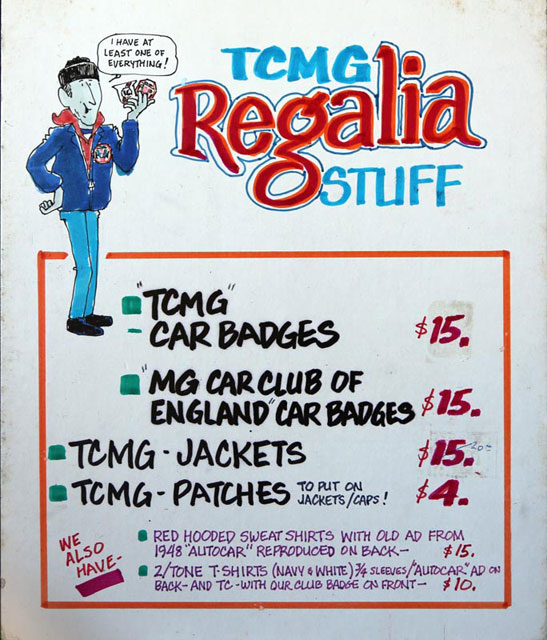 I HAVE AT
LEAST ONE OF
EVERYTHING!
TCMG
Regalia
STUFF
"TCMG"
CAR BADGES $15.
"MG CAR CLUB OF
ENGLAND" CAR BADGES $15.
TCMG - JACKETS $15.
TCMG - PATCHES TO PUT ON
JACKETS/CAPS! $4.
WE
ALSO
HAVE-
RED HOODED SWEAT SHIRTS WITH OLD AD FROM
1948 "AUTOCAR" REPRODUCED ON BACK - $15.
2/TONE T-SHIRTS (NAVY & WHITE) 3/4 SLEEVES/"AUTOCAR" AD ON
BACK - AND TC - WITH OUR CLUB BADGE ON FRONT - $10.